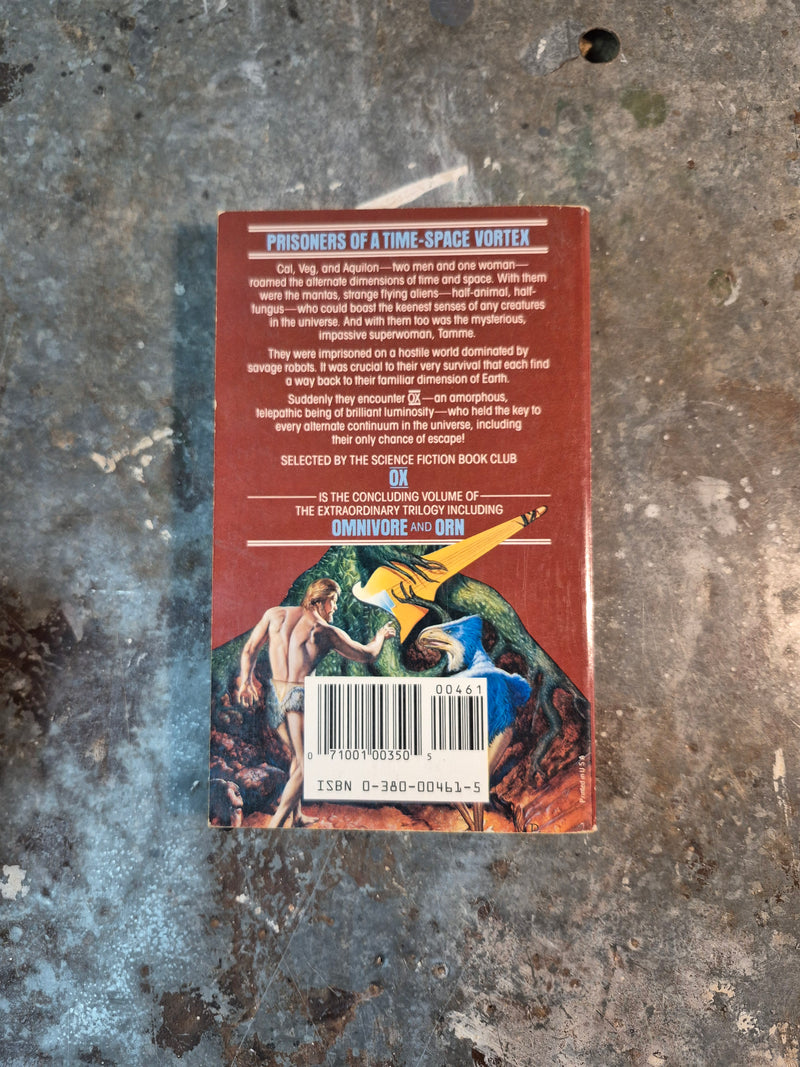 PRISONERS OF A TIME-SPACE VORTEX
Cal, Veg, and Aquilon—two men and one woman—
roamed the alternate dimensions of time and space. With them
were the mantas, strange flying aliens—half-animal, half-
fungus—who could boast the keenest senses of any creatures
in the universe. And with them too was the mysterious,
impassive superwoman, Tamme.
They were imprisoned on a hostile world dominated by
savage robots. It was crucial to their very survival that each find
a way back to their familiar dimension of Earth.
Suddenly they encounter OX—an amorphous,
telepathic being of brilliant luminosity—who held the key to
every alternate continuum in the universe, including
their only chance of escape!
SELECTED BY THE SCIENCE FICTION BOOK CLUB
OX
IS THE CONCLUDING VOLUME OF
THE EXTRAORDINARY TRILOGY INCLUDING
OMNIVORE AND ORN
00461
0 71001 00350 5
ISBN 0-380-00461-5
Printed in U.S.A.